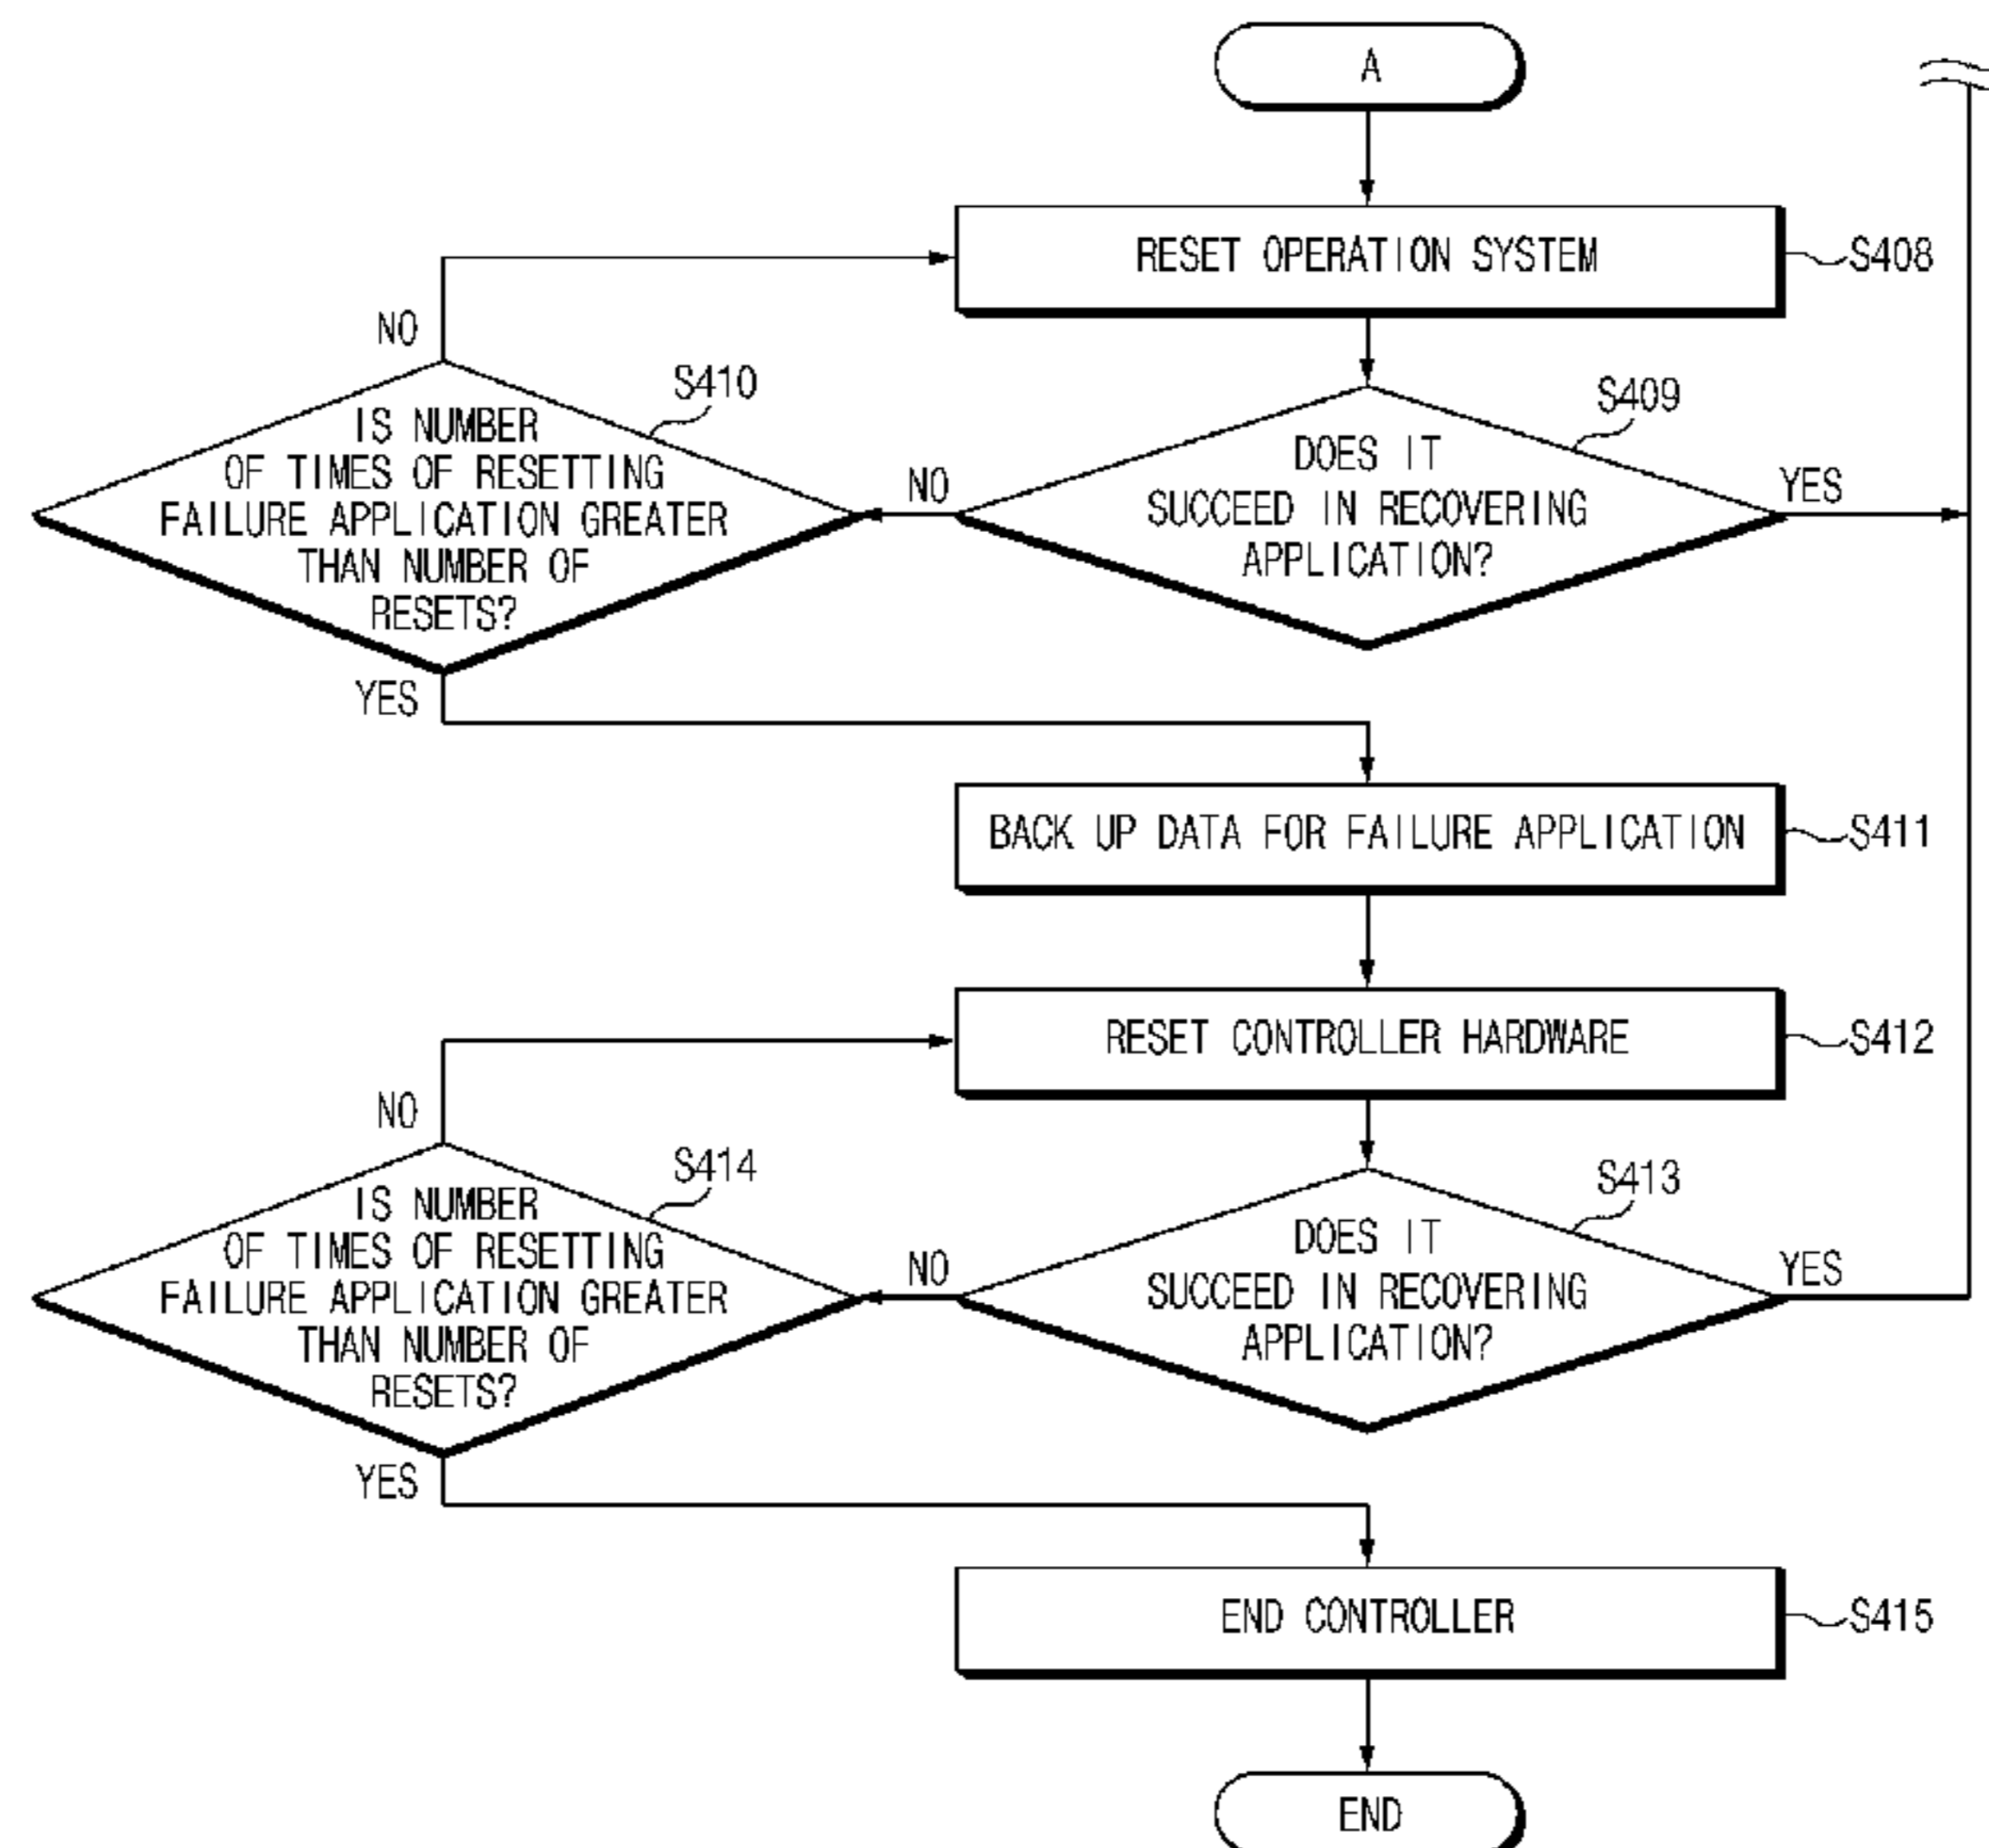 A
RESET OPERATION SYSTEM
S408
NO
S410
IS NUMBER
OF TIMES OF RESETTING
FAILURE APPLICATION GREATER
THAN NUMBER OF
RESETS?
YES
NO
S409
DOES IT
SUCCEED IN RECOVERING
APPLICATION?
YES
BACK UP DATA FOR FAILURE APPLICATION
S411
RESET CONTROLLER HARDWARE
S412
NO
S414
IS NUMBER
OF TIMES OF RESETTING
FAILURE APPLICATION GREATER
THAN NUMBER OF
RESETS?
YES
NO
S413
DOES IT
SUCCEED IN RECOVERING
APPLICATION?
YES
END CONTROLLER
S415
END